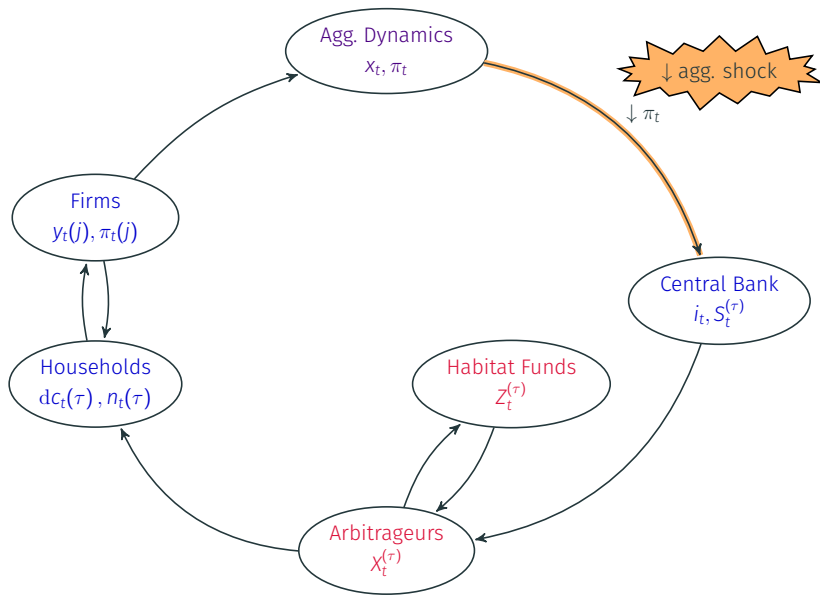 Agg. Dynamics
xₜ, πₜ
↓ agg. shock
↓ πₜ
Firms
yₜ(j), πₜ(j)
Central Bank
iₜ, Sₜ^(τ)
Households
dcₜ(τ), nₜ(τ)
Habitat Funds
Zₜ^(τ)
Arbitrageurs
Xₜ^(τ)